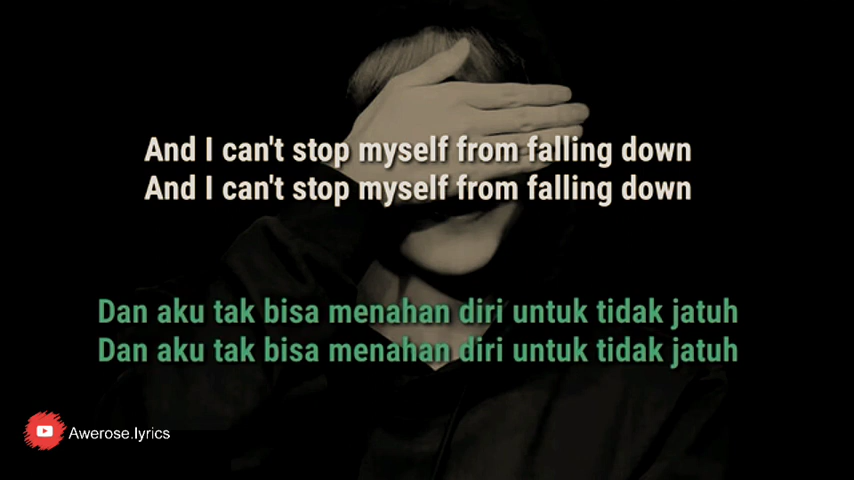 And I can't stop myself from falling down
And I can't stop myself from falling down
Dan aku tak bisa menahan diri untuk tidak jatuh
Dan aku tak bisa menahan diri untuk tidak jatuh
Awerose.lyrics